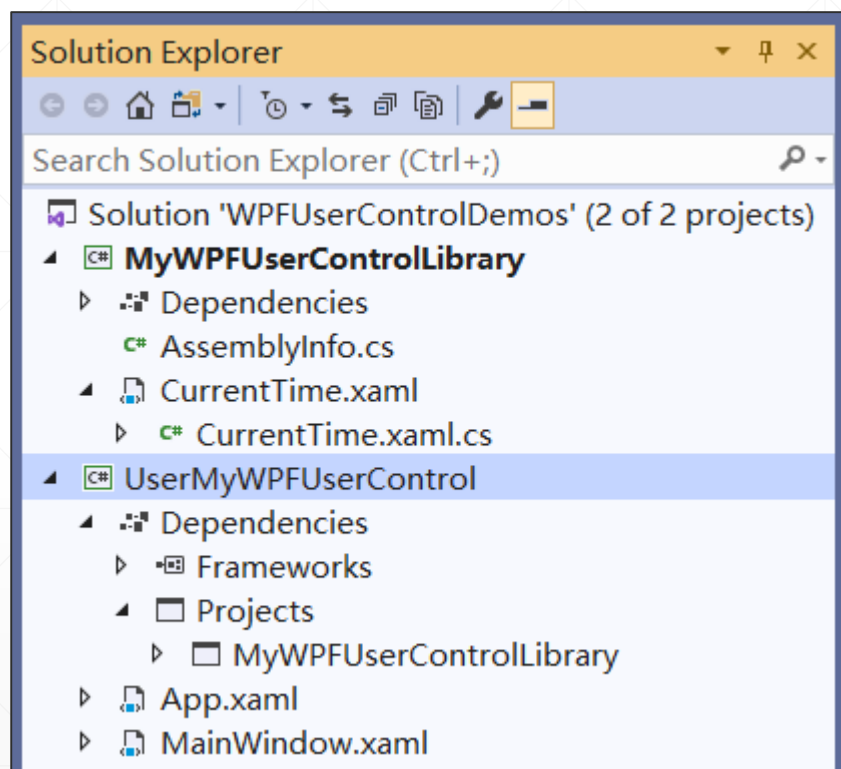 Solution Explorer
Search Solution Explorer (Ctrl+;)
Solution 'WPFUserControlDemos' (2 of 2 projects)
C# MyWPFUserControlLibrary
Dependencies
C# AssemblyInfo.cs
CurrentTime.xaml
C# CurrentTime.xaml.cs
C# UserMyWPFUserControl
Dependencies
Frameworks
Projects
MyWPFUserControlLibrary
App.xaml
MainWindow.xaml